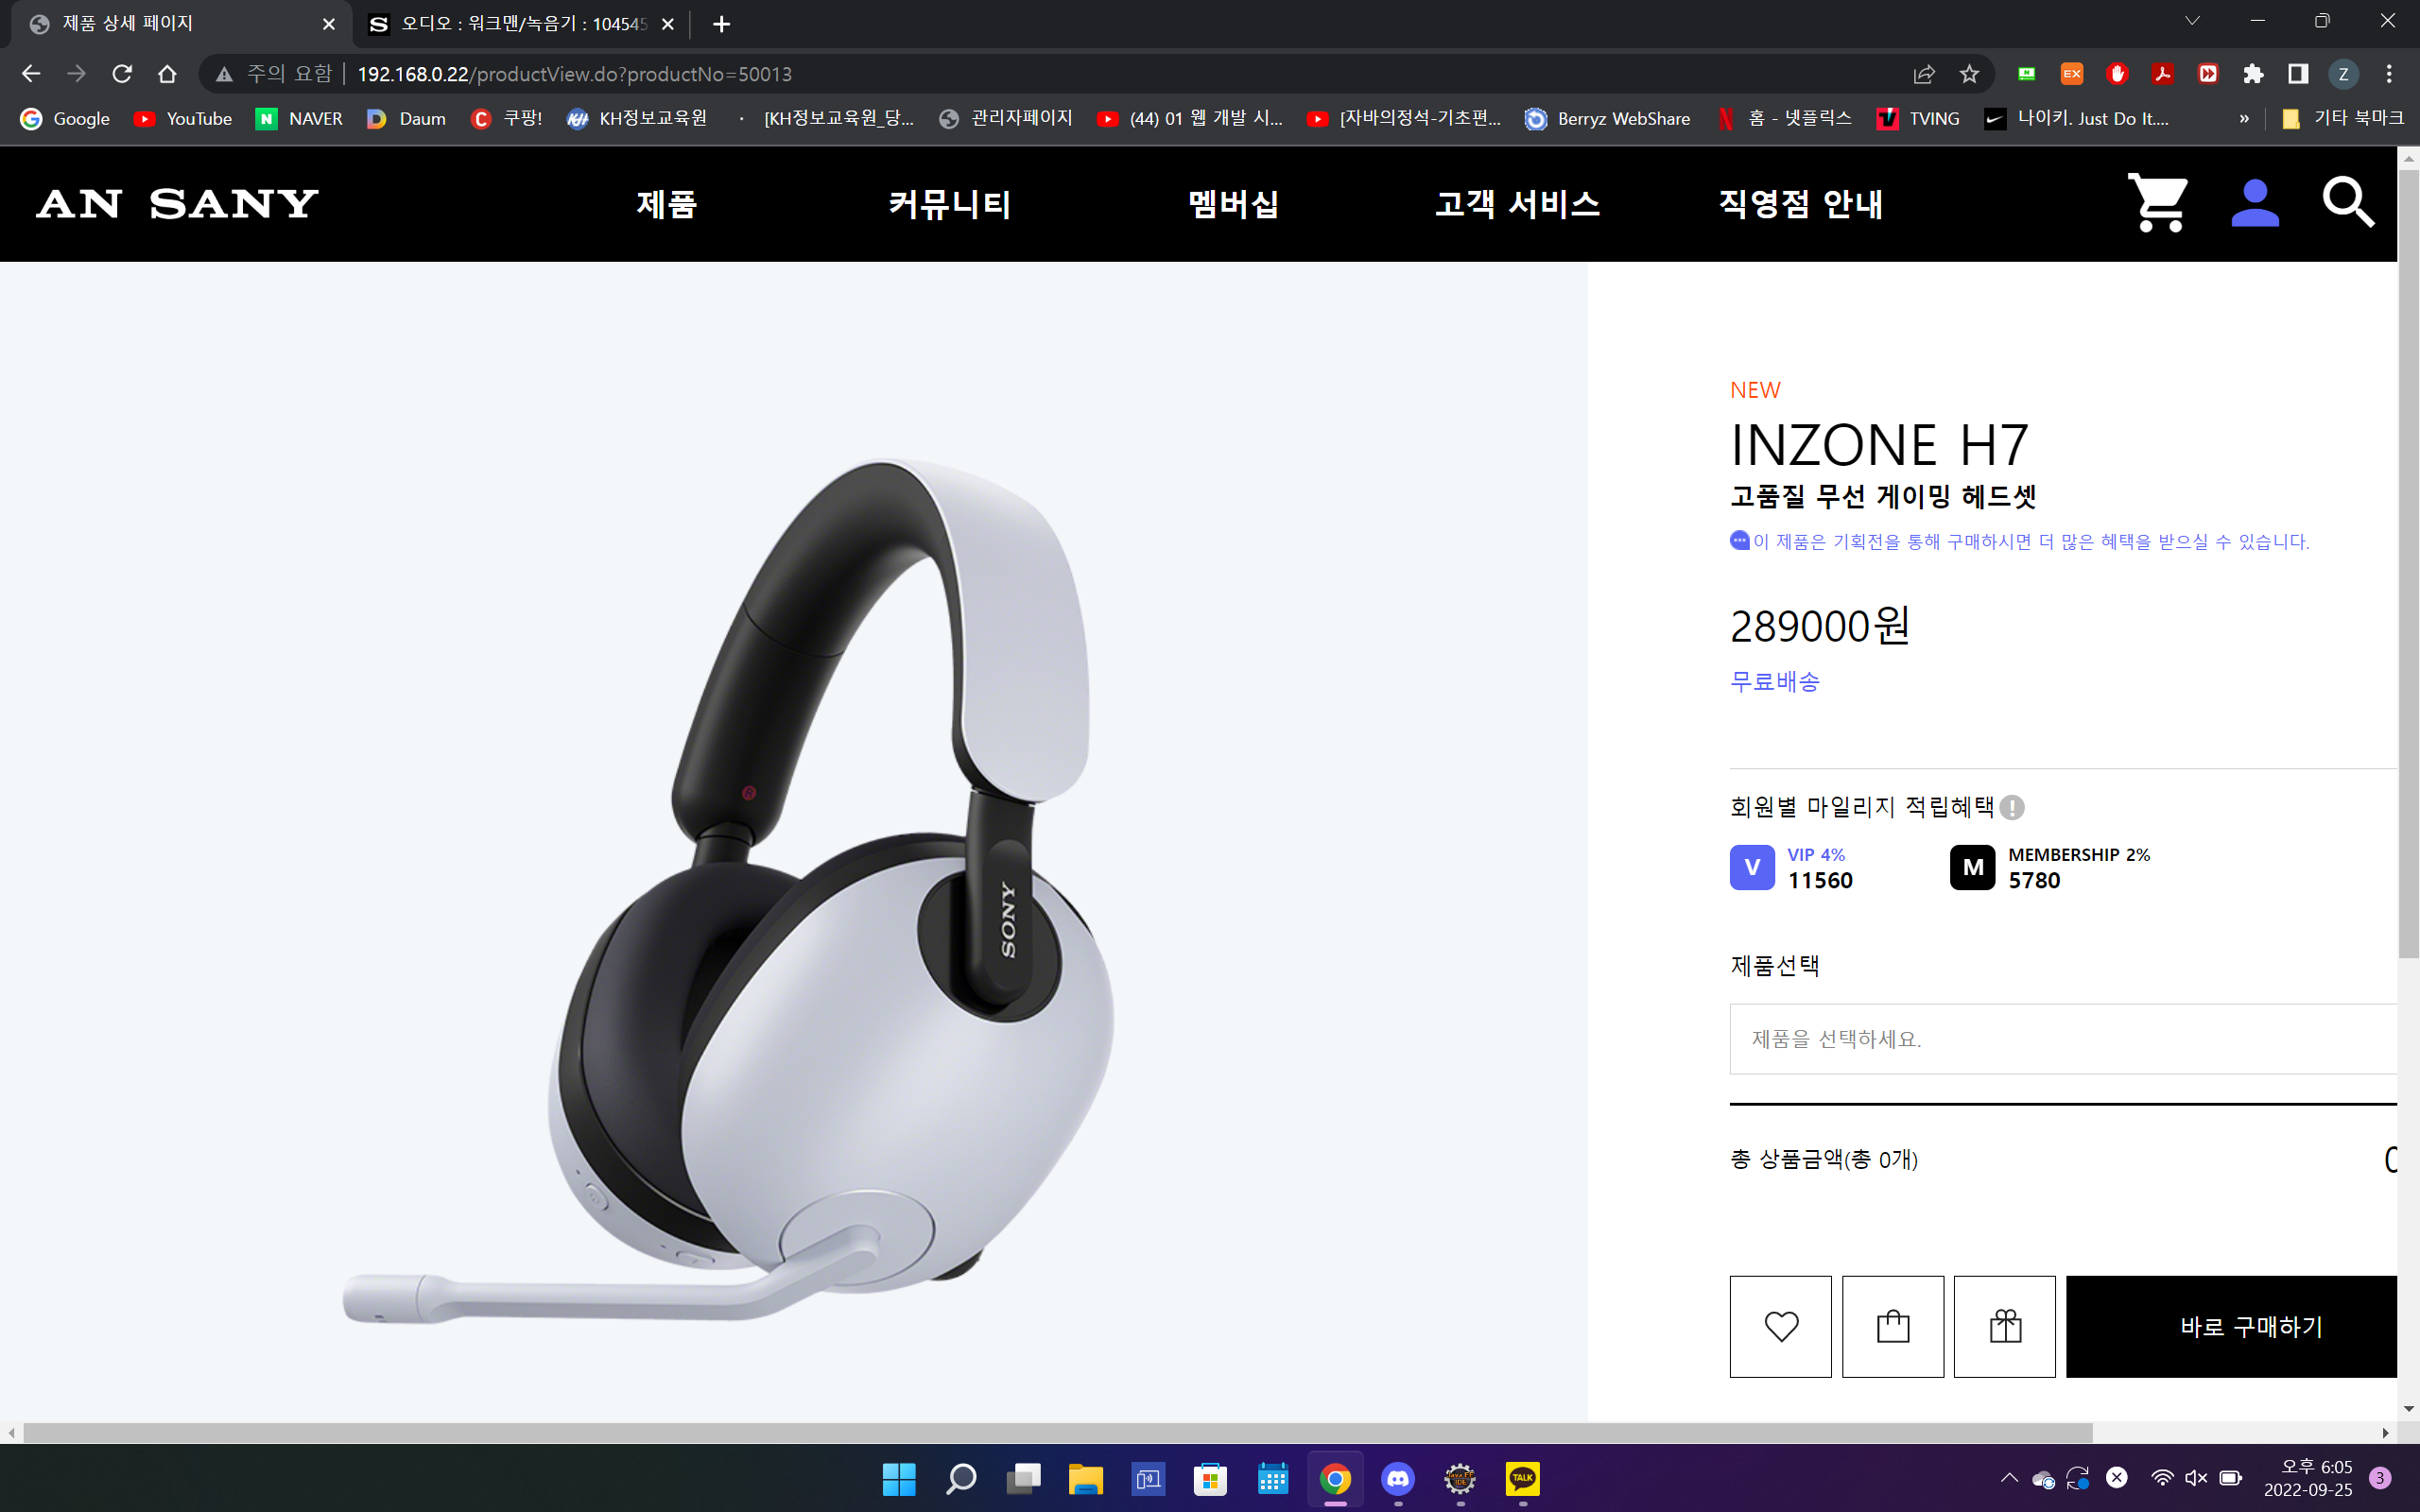 제품 상세 페이지
오디오 : 워크맨/녹음기 : 104545
주의 요함 192.168.0.22/productView.do?productNo=50013
Google YouTube NAVER Daum 쿠팡! KH정보교육원 [KH정보교육원_당... 관리자페이지 (44) 01 웹 개발 시... [자바의정석-기초편... Berryz WebShare 홈 - 넷플릭스 TVING 나이키. Just Do It.... » 기타 북마크
AN SANY 제품 커뮤니티 멤버십 고객 서비스 직영점 안내
NEW
INZONE H7
고품질 무선 게이밍 헤드셋
이 제품은 기획전을 통해 구매하시면 더 많은 혜택을 받으실 수 있습니다.
289000원
무료배송
회원별 마일리지 적립혜택
V VIP 4%
11560
M MEMBERSHIP 2%
5780
SONY
제품선택
제품을 선택하세요.
총 상품금액(총 0개) 0
바로 구매하기
TALK
오후 6:05
2022-09-25
3